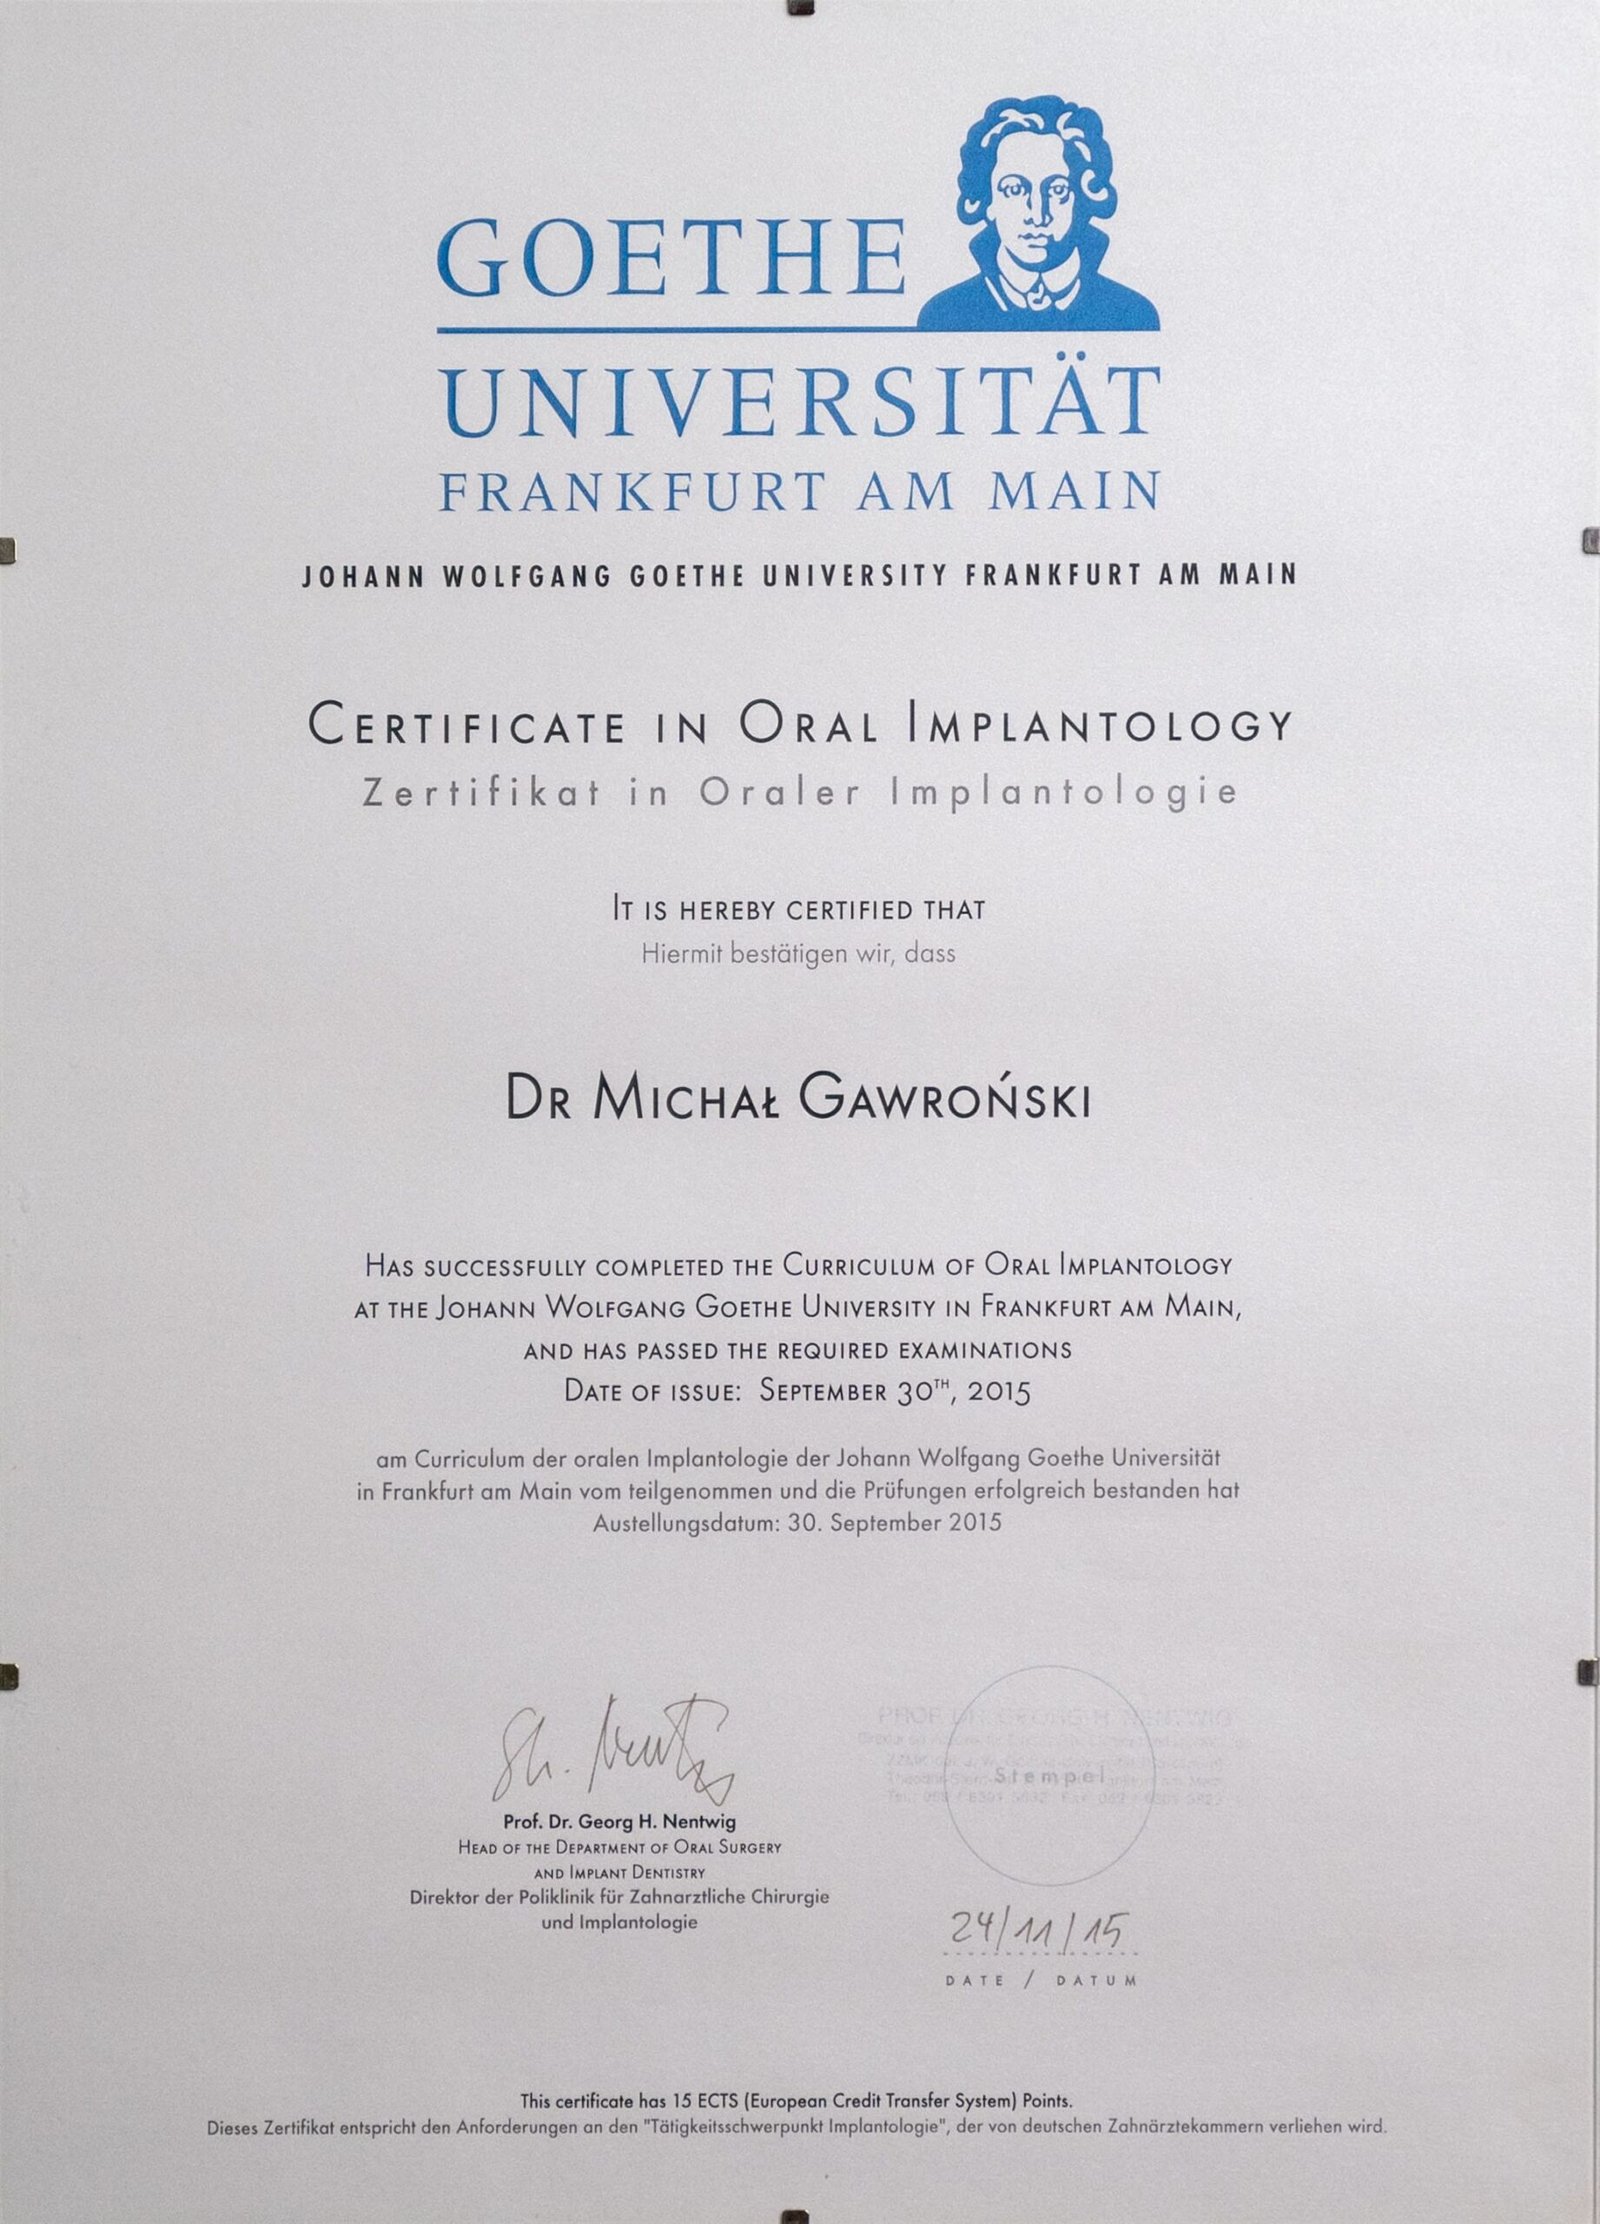 GOETHE
UNIVERSITÄT
FRANKFURT AM MAIN
JOHANN WOLFGANG GOETHE UNIVERSITY FRANKFURT AM MAIN
CERTIFICATE IN ORAL IMPLANTOLOGY
Zertifikat in Oraler Implantologie
IT IS HEREBY CERTIFIED THAT
Hiermit bestätigen wir, dass
DR MICHAŁ GAWROŃSKI
HAS SUCCESSFULLY COMPLETED THE CURRICULUM OF ORAL IMPLANTOLOGY
AT THE JOHANN WOLFGANG GOETHE UNIVERSITY IN FRANKFURT AM MAIN,
AND HAS PASSED THE REQUIRED EXAMINATIONS
DATE OF ISSUE: SEPTEMBER 30TH, 2015
am Curriculum der oralen Implantologie der Johann Wolfgang Goethe Universität
in Frankfurt am Main vom teilgenommen und die Prüfungen erfolgreich bestanden hat
Austellungsdatum: 30. September 2015
Prof. Dr. Georg H. Nentwig
HEAD OF THE DEPARTMENT OF ORAL SURGERY
AND IMPLANT DENTISTRY
Direktor der Poliklinik für Zahnarztliche Chirurgie
und Implantologie
PROF. DR. GEORG H. NENTWIG
Stempel
24/11/15
DATE / DATUM
This certificate has 15 ECTS (European Credit Transfer System) Points.
Dieses Zertifikat entspricht den Anforderungen an den "Tätigkeitsschwerpunkt Implantologie", der von deutschen Zahnärztekammern verliehen wird.